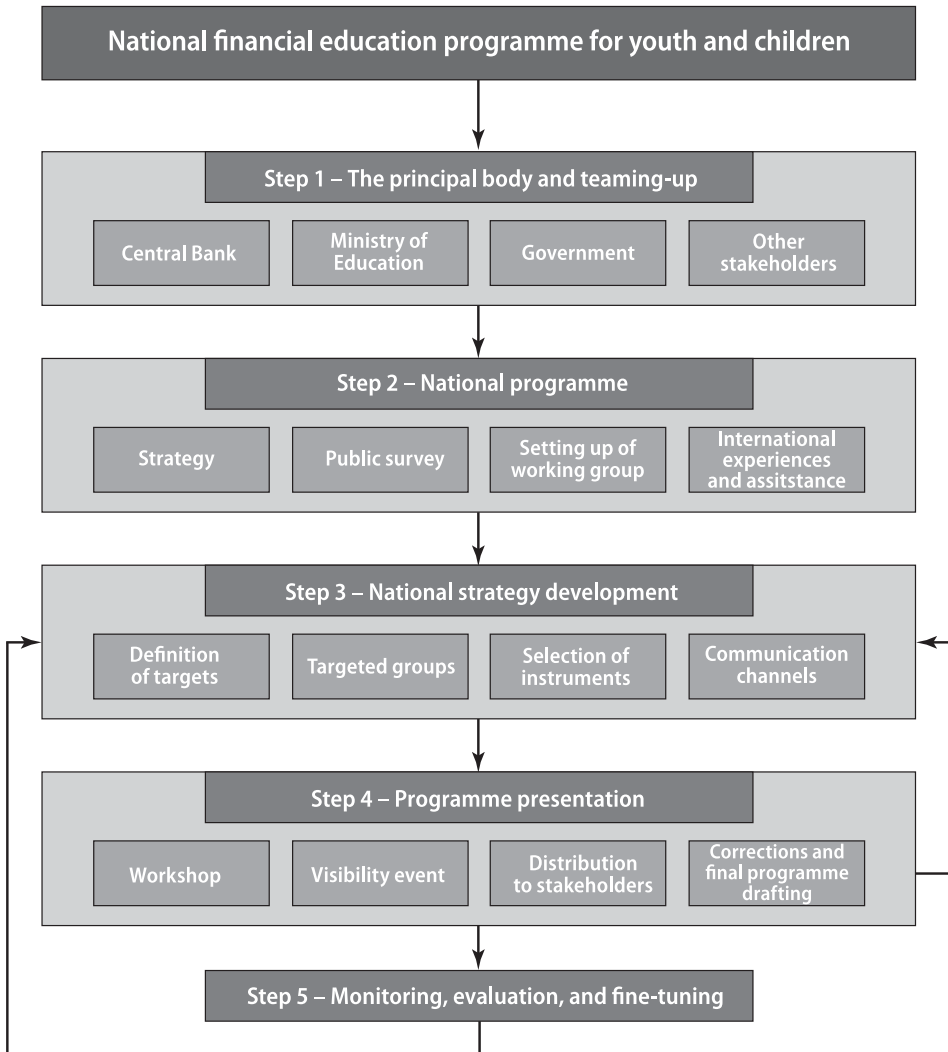 National financial education programme for youth and children
Step 1 – The principal body and teaming-up
Central Bank
Ministry of
Education
Government
Other
stakeholders
Step 2 – National programme
Strategy
Public survey
Setting up of
working group
International
experiences
and assitstance
Step 3 – National strategy development
Definition
of targets
Targeted groups
Selection of
instruments
Communication
channels
Step 4 – Programme presentation
Workshop
Visibility event
Distribution
to stakeholders
Corrections and
final programme
drafting
Step 5 – Monitoring, evaluation, and fine-tuning